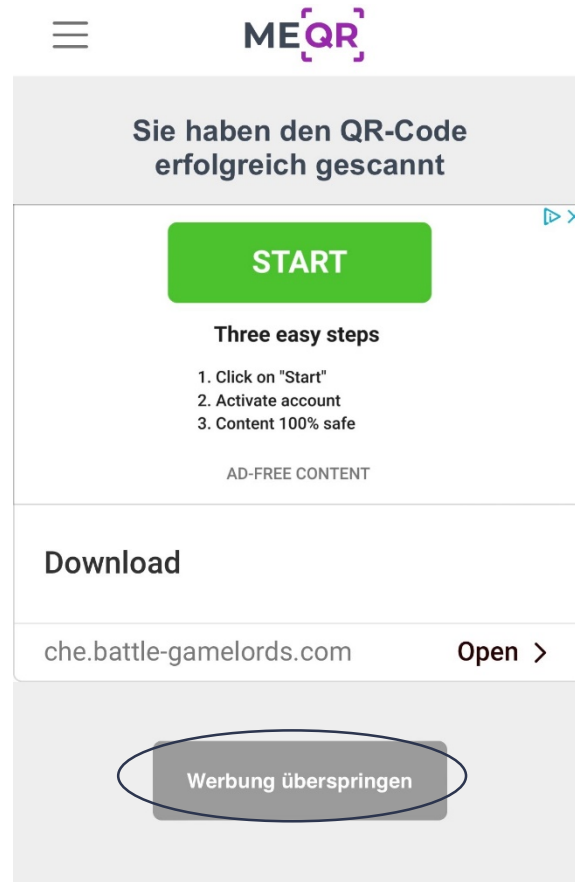 MEQR
Sie haben den QR-Code
erfolgreich gescannt
START
Three easy steps
1. Click on "Start"
2. Activate account
3. Content 100% safe
AD-FREE CONTENT
Download
che.battle-gamelords.com Open >
Werbung überspringen